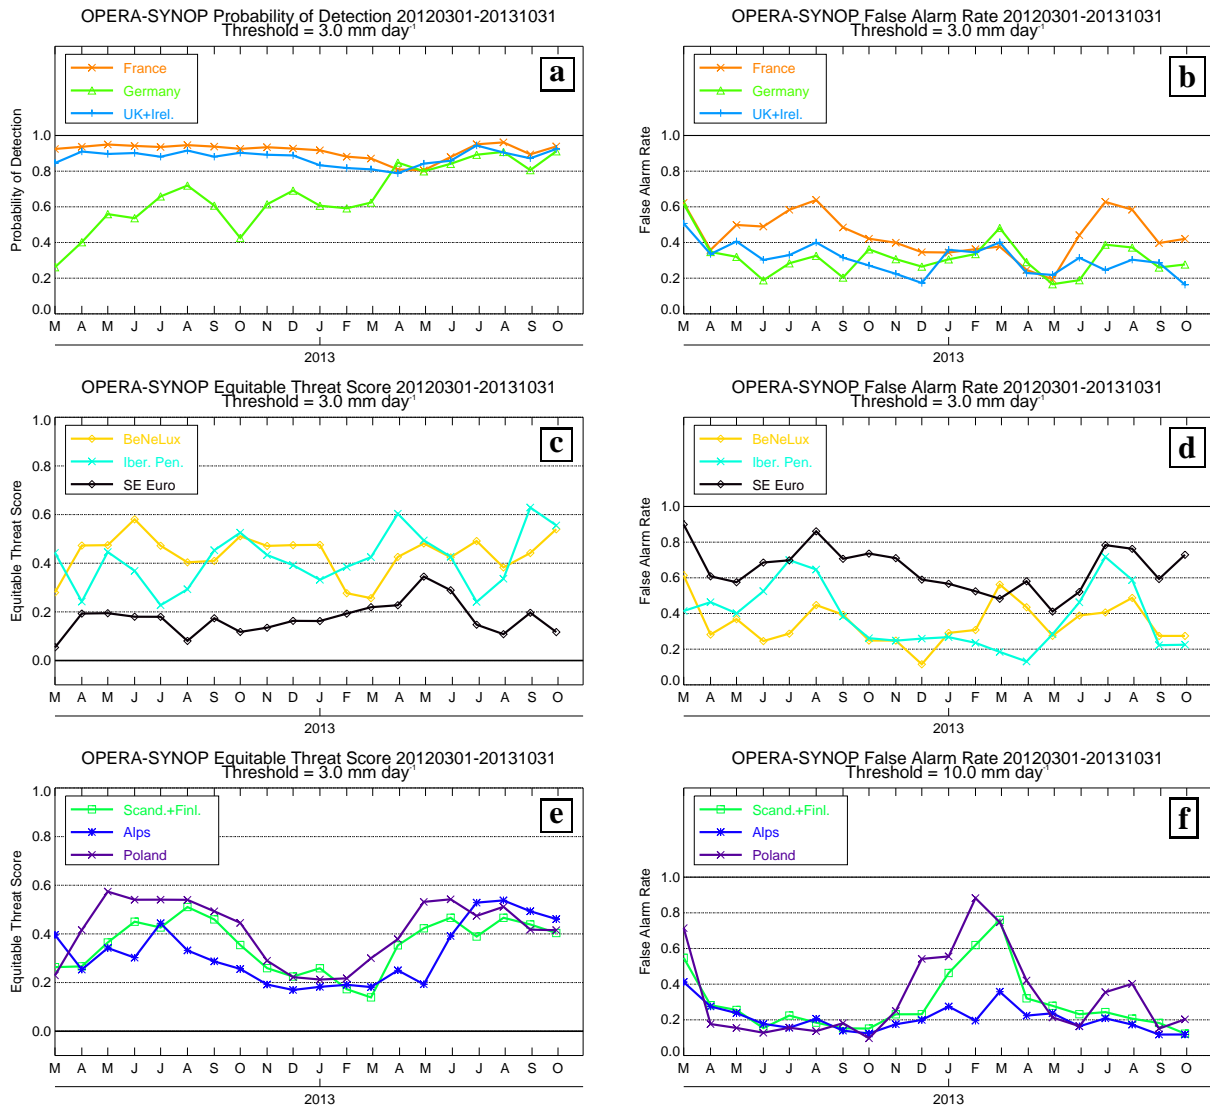 OPERA-SYNOP Probability of Detection 20120301-20131031
Threshold = 3.0 mm day-1
a
France
Germany
UK+Irel.
Probability of Detection
1.0
0.8
0.6
0.4
0.2
0.0
M A M J J A S O N D J F M A M J J A S O
2013
OPERA-SYNOP False Alarm Rate 20120301-20131031
Threshold = 3.0 mm day-1
b
France
Germany
UK+Irel.
False Alarm Rate
1.0
0.8
0.6
0.4
0.2
0.0
M A M J J A S O N D J F M A M J J A S O
2013
OPERA-SYNOP Equitable Threat Score 20120301-20131031
Threshold = 3.0 mm day-1
c
BeNeLux
Iber. Pen.
SE Euro
Equitable Threat Score
1.0
0.8
0.6
0.4
0.2
0.0
M A M J J A S O N D J F M A M J J A S O
2013
OPERA-SYNOP False Alarm Rate 20120301-20131031
Threshold = 3.0 mm day-1
d
BeNeLux
Iber. Pen.
SE Euro
False Alarm Rate
1.0
0.8
0.6
0.4
0.2
0.0
M A M J J A S O N D J F M A M J J A S O
2013
OPERA-SYNOP Equitable Threat Score 20120301-20131031
Threshold = 3.0 mm day-1
e
Scand.+Finl.
Alps
Poland
Equitable Threat Score
1.0
0.8
0.6
0.4
0.2
0.0
M A M J J A S O N D J F M A M J J A S O
2013
OPERA-SYNOP False Alarm Rate 20120301-20131031
Threshold = 10.0 mm day-1
f
Scand.+Finl.
Alps
Poland
False Alarm Rate
1.0
0.8
0.6
0.4
0.2
0.0
M A M J J A S O N D J F M A M J J A S O
2013